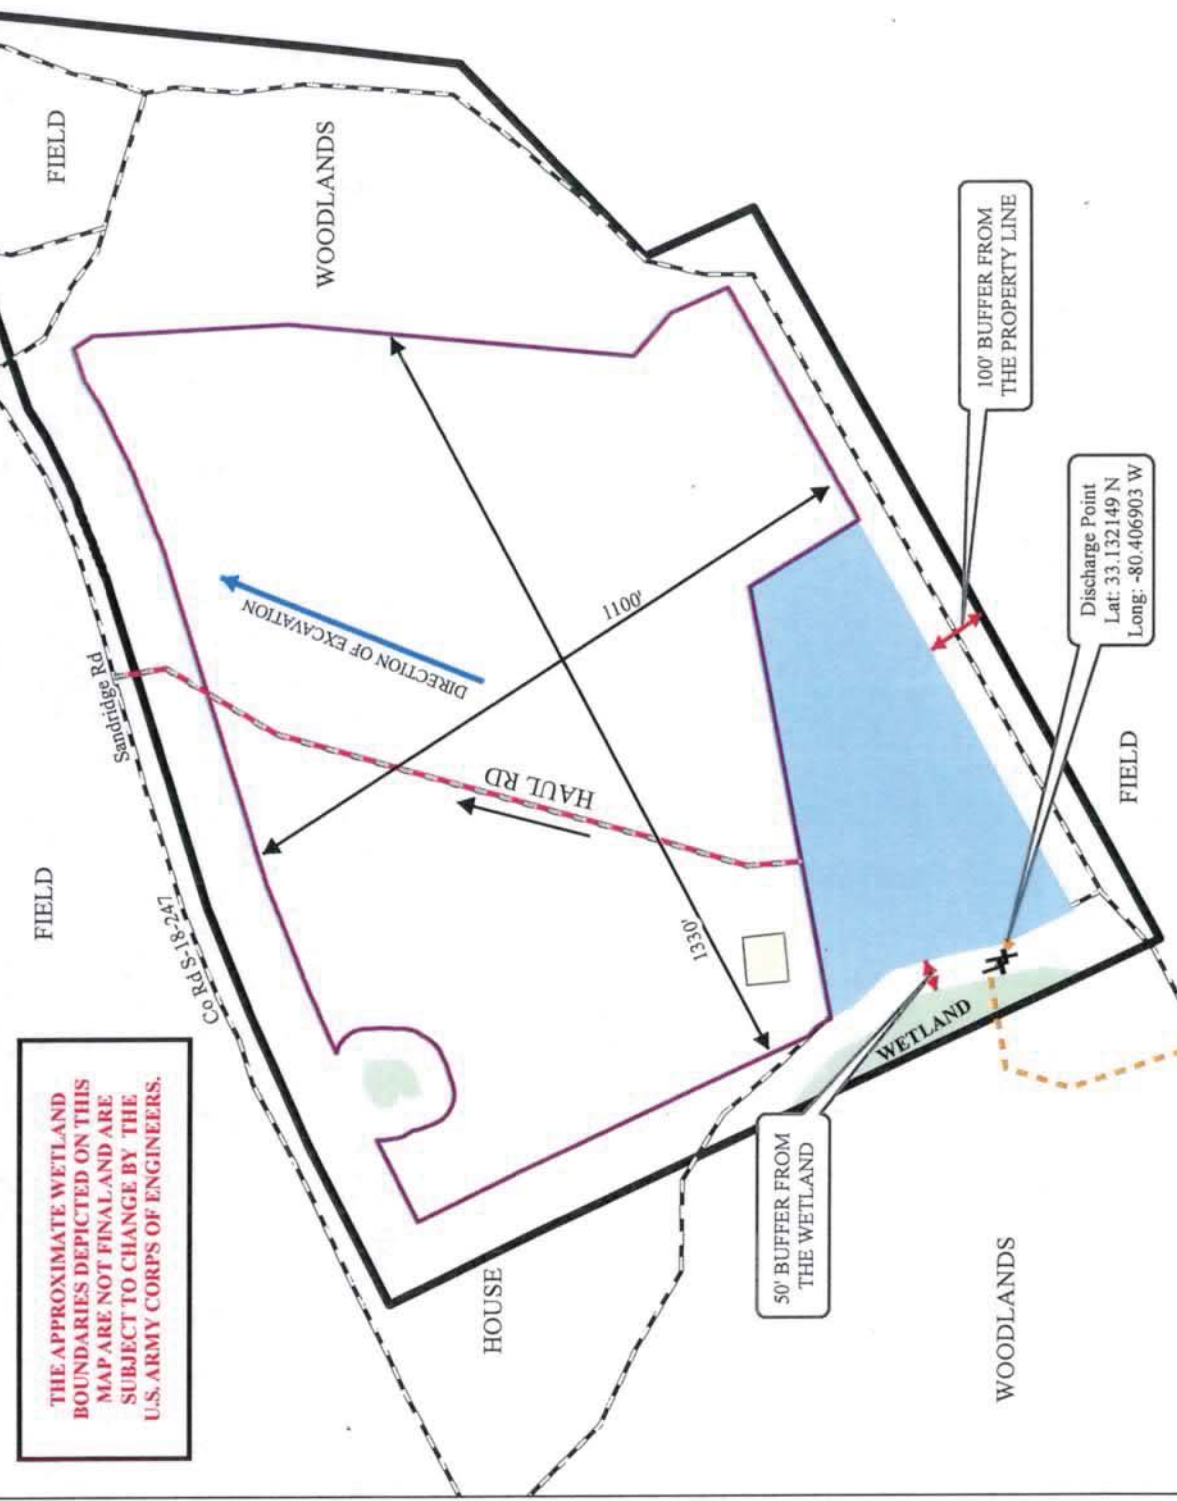 THE APPROXIMATE WETLAND
BOUNDARIES DEPICTED ON THIS
MAP ARE NOT FINAL AND ARE
SUBJECT TO CHANGE BY THE
U.S. ARMY CORPS OF ENGINEERS.
FIELD
FIELD
Co Rd S-18-247
Sandridge Rd
WOODLANDS
HOUSE
DIRECTION OF EXCAVATION
HAUL RD
1100'
1330'
50' BUFFER FROM
THE WETLAND
WETLAND
100' BUFFER FROM
THE PROPERTY LINE
Discharge Point
Lat: 33.132149 N
Long: -80.406903 W
WOODLANDS
FIELD